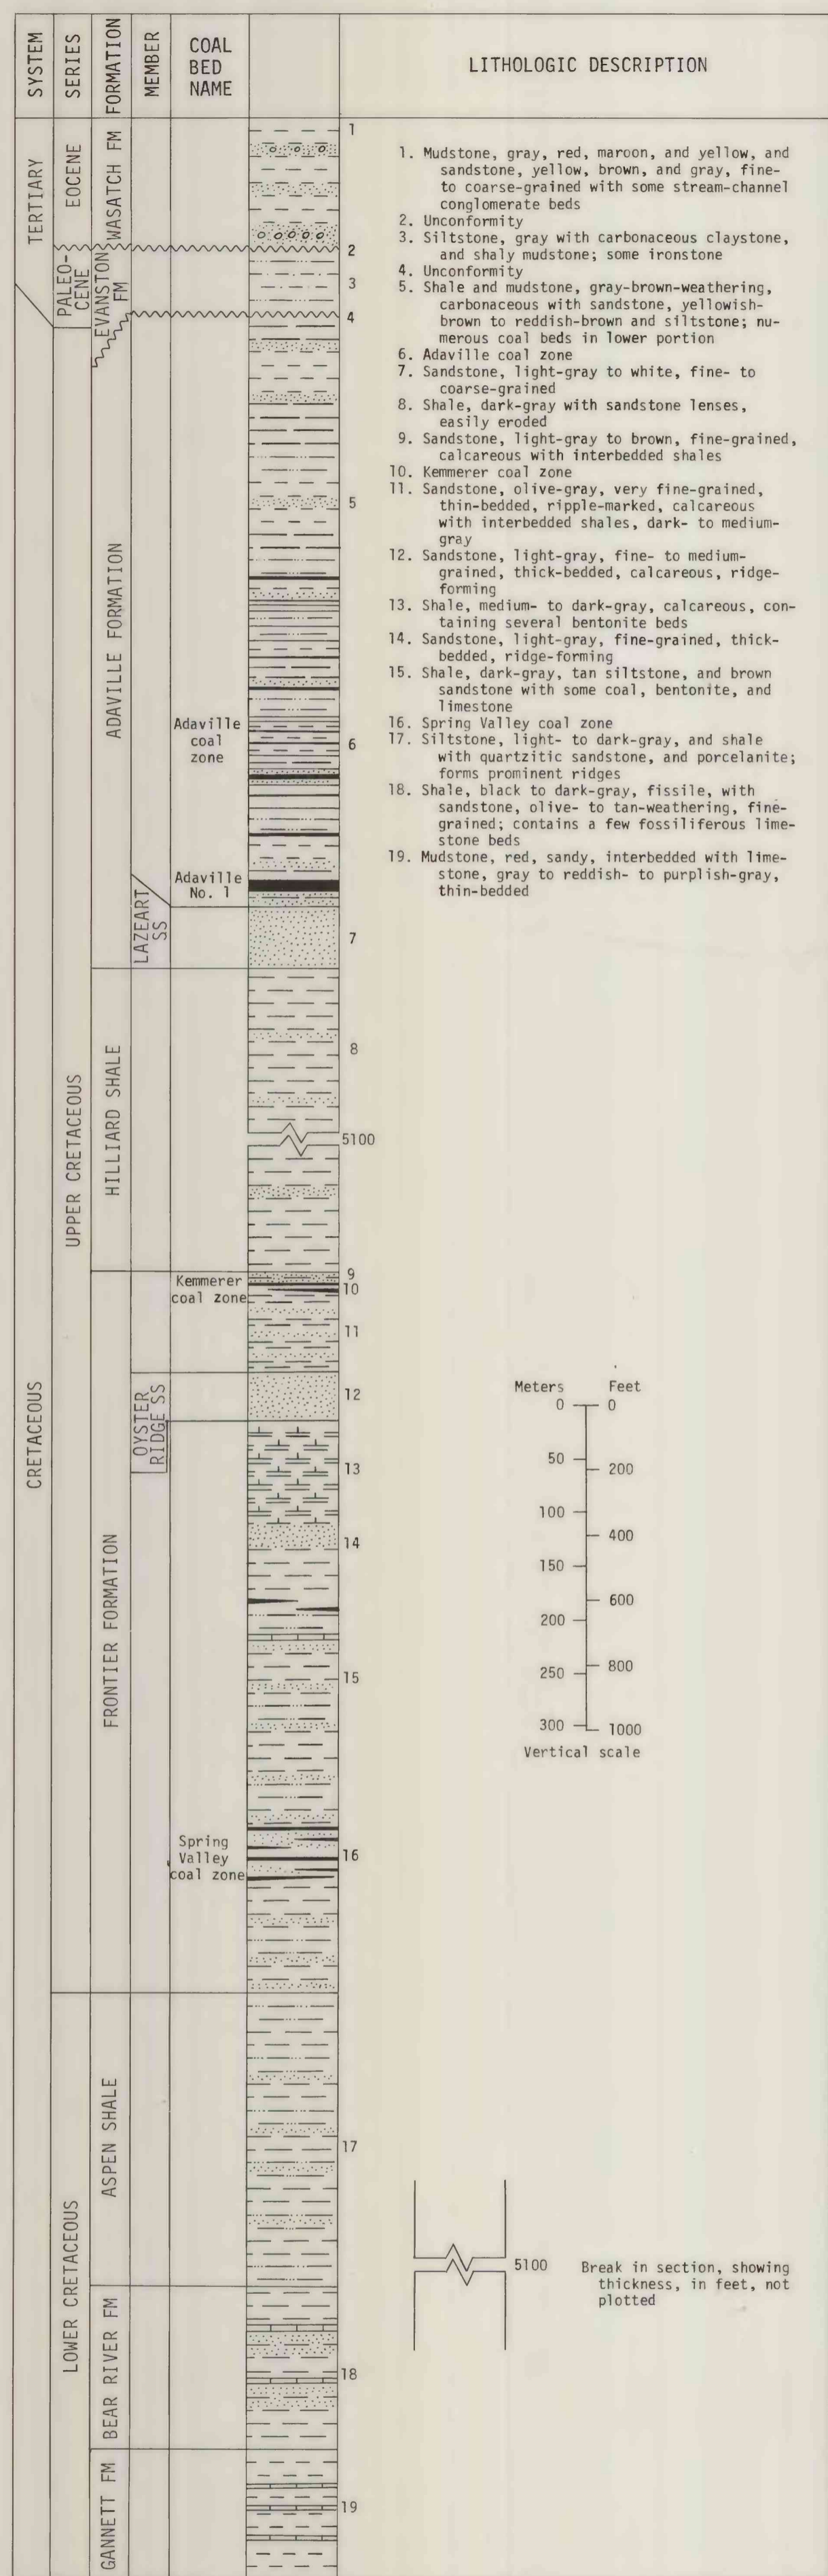 SYSTEM
SERIES
FORMATION
MEMBER
COAL
BED
NAME
LITHOLOGIC DESCRIPTION
TERTIARY
EOCENE
WASATCH FM
PALEO-
CENE
EVANSTON
FM
CRETACEOUS
UPPER CRETACEOUS
ADAVILLE FORMATION
Adaville
coal
zone
Adaville
No. 1
LAZEART
SS
HILLIARD SHALE
Kemmerer
coal zone
OYSTER
RIDGE SS
FRONTIER FORMATION
Spring
Valley
coal zone
LOWER CRETACEOUS
ASPEN SHALE
BEAR RIVER FM
GANNETT FM
1
2
3
4
5
6
7
8
5100
9
10
11
12
13
14
15
16
17
18
19
1. Mudstone, gray, red, maroon, and yellow, and
sandstone, yellow, brown, and gray, fine-
to coarse-grained with some stream-channel
conglomerate beds
2. Unconformity
3. Siltstone, gray with carbonaceous claystone,
and shaly mudstone; some ironstone
4. Unconformity
5. Shale and mudstone, gray-brown-weathering,
carbonaceous with sandstone, yellowish-
brown to reddish-brown and siltstone; nu-
merous coal beds in lower portion
6. Adaville coal zone
7. Sandstone, light-gray to white, fine- to
coarse-grained
8. Shale, dark-gray with sandstone lenses,
easily eroded
9. Sandstone, light-gray to brown, fine-grained,
calcareous with interbedded shales
10. Kemmerer coal zone
11. Sandstone, olive-gray, very fine-grained,
thin-bedded, ripple-marked, calcareous
with interbedded shales, dark- to medium-
gray
12. Sandstone, light-gray, fine- to medium-
grained, thick-bedded, calcareous, ridge-
forming
13. Shale, medium- to dark-gray, calcareous, con-
taining several bentonite beds
14. Sandstone, light-gray, fine-grained, thick-
bedded, ridge-forming
15. Shale, dark-gray, tan siltstone, and brown
sandstone with some coal, bentonite, and
limestone
16. Spring Valley coal zone
17. Siltstone, light- to dark-gray, and shale
with quartzitic sandstone, and porcelanite;
forms prominent ridges
18. Shale, black to dark-gray, fissile, with
sandstone, olive- to tan-weathering, fine-
grained; contains a few fossiliferous lime-
stone beds
19. Mudstone, red, sandy, interbedded with lime-
stone, gray to reddish- to purplish-gray,
thin-bedded
Meters Feet
0 0
50
200
100
400
150
600
200
800
250
300 1000
Vertical scale
5100 Break in section, showing
thickness, in feet, not
plotted